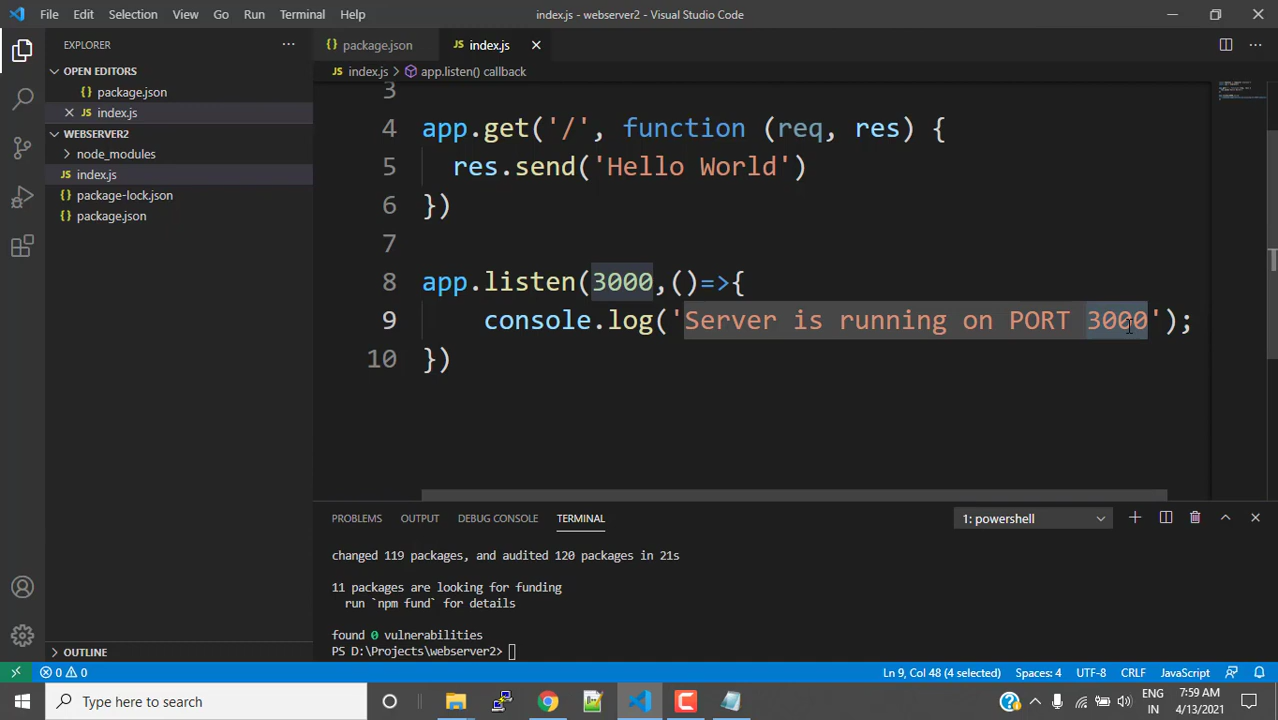 File Edit Selection View Go Run Terminal Help index.js - webserver2 - Visual Studio Code
EXPLORER
OPEN EDITORS
{} package.json
JS index.js
WEBSERVER2
node_modules
JS index.js
{} package-lock.json
{} package.json
OUTLINE
{} package.json JS index.js
JS index.js > app.listen() callback
3
4 app.get('/', function (req, res) {
5 res.send('Hello World')
6 })
7
8 app.listen(3000,()=>{
9 console.log('Server is running on PORT 3000');
10 })
PROBLEMS OUTPUT DEBUG CONSOLE TERMINAL 1: powershell
changed 119 packages, and audited 120 packages in 21s
11 packages are looking for funding
run `npm fund` for details
found 0 vulnerabilities
PS D:\Projects\webserver2>
0 0 Ln 9, Col 48 (4 selected) Spaces: 4 UTF-8 CRLF JavaScript
Type here to search
ENG
IN
7:59 AM
4/13/2021